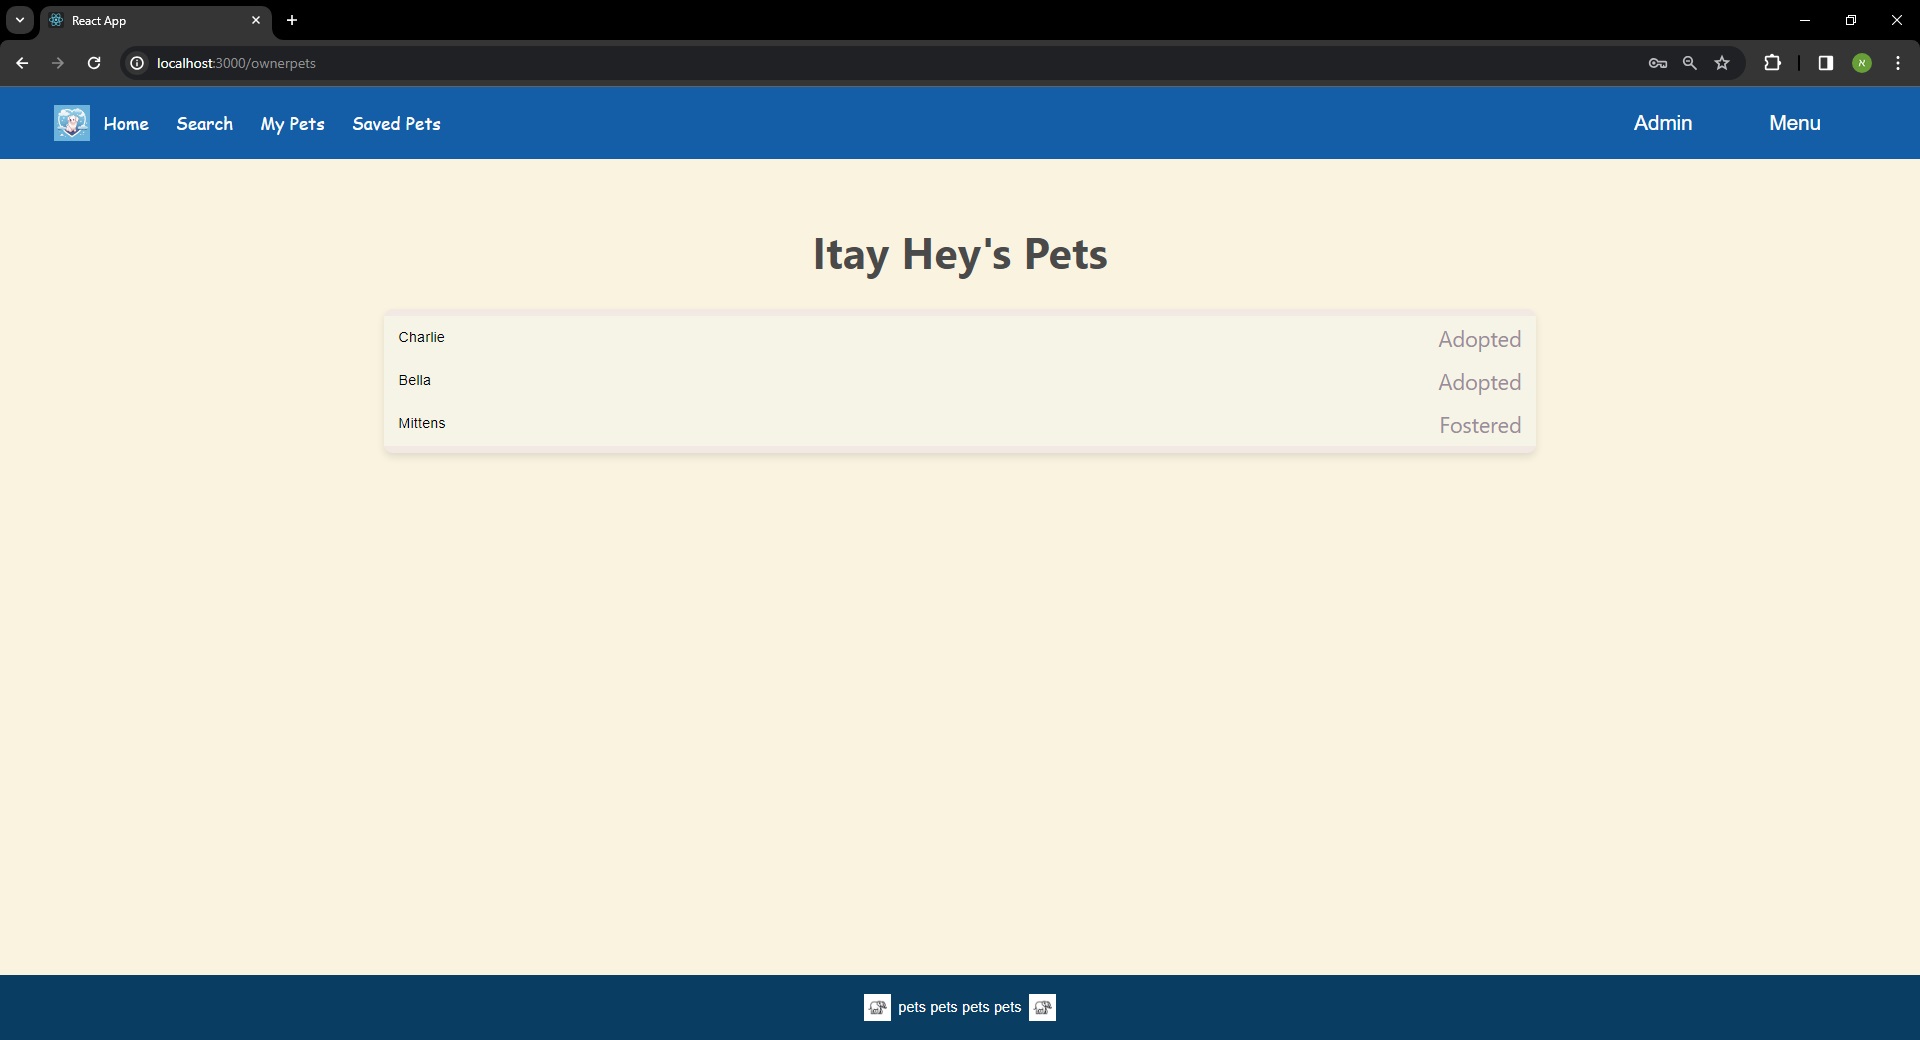 React App
localhost:3000/ownerpets
א
Home Search My Pets Saved Pets Admin Menu
Itay Hey's Pets
Charlie Adopted
Bella Adopted
Mittens Fostered
pets pets pets pets